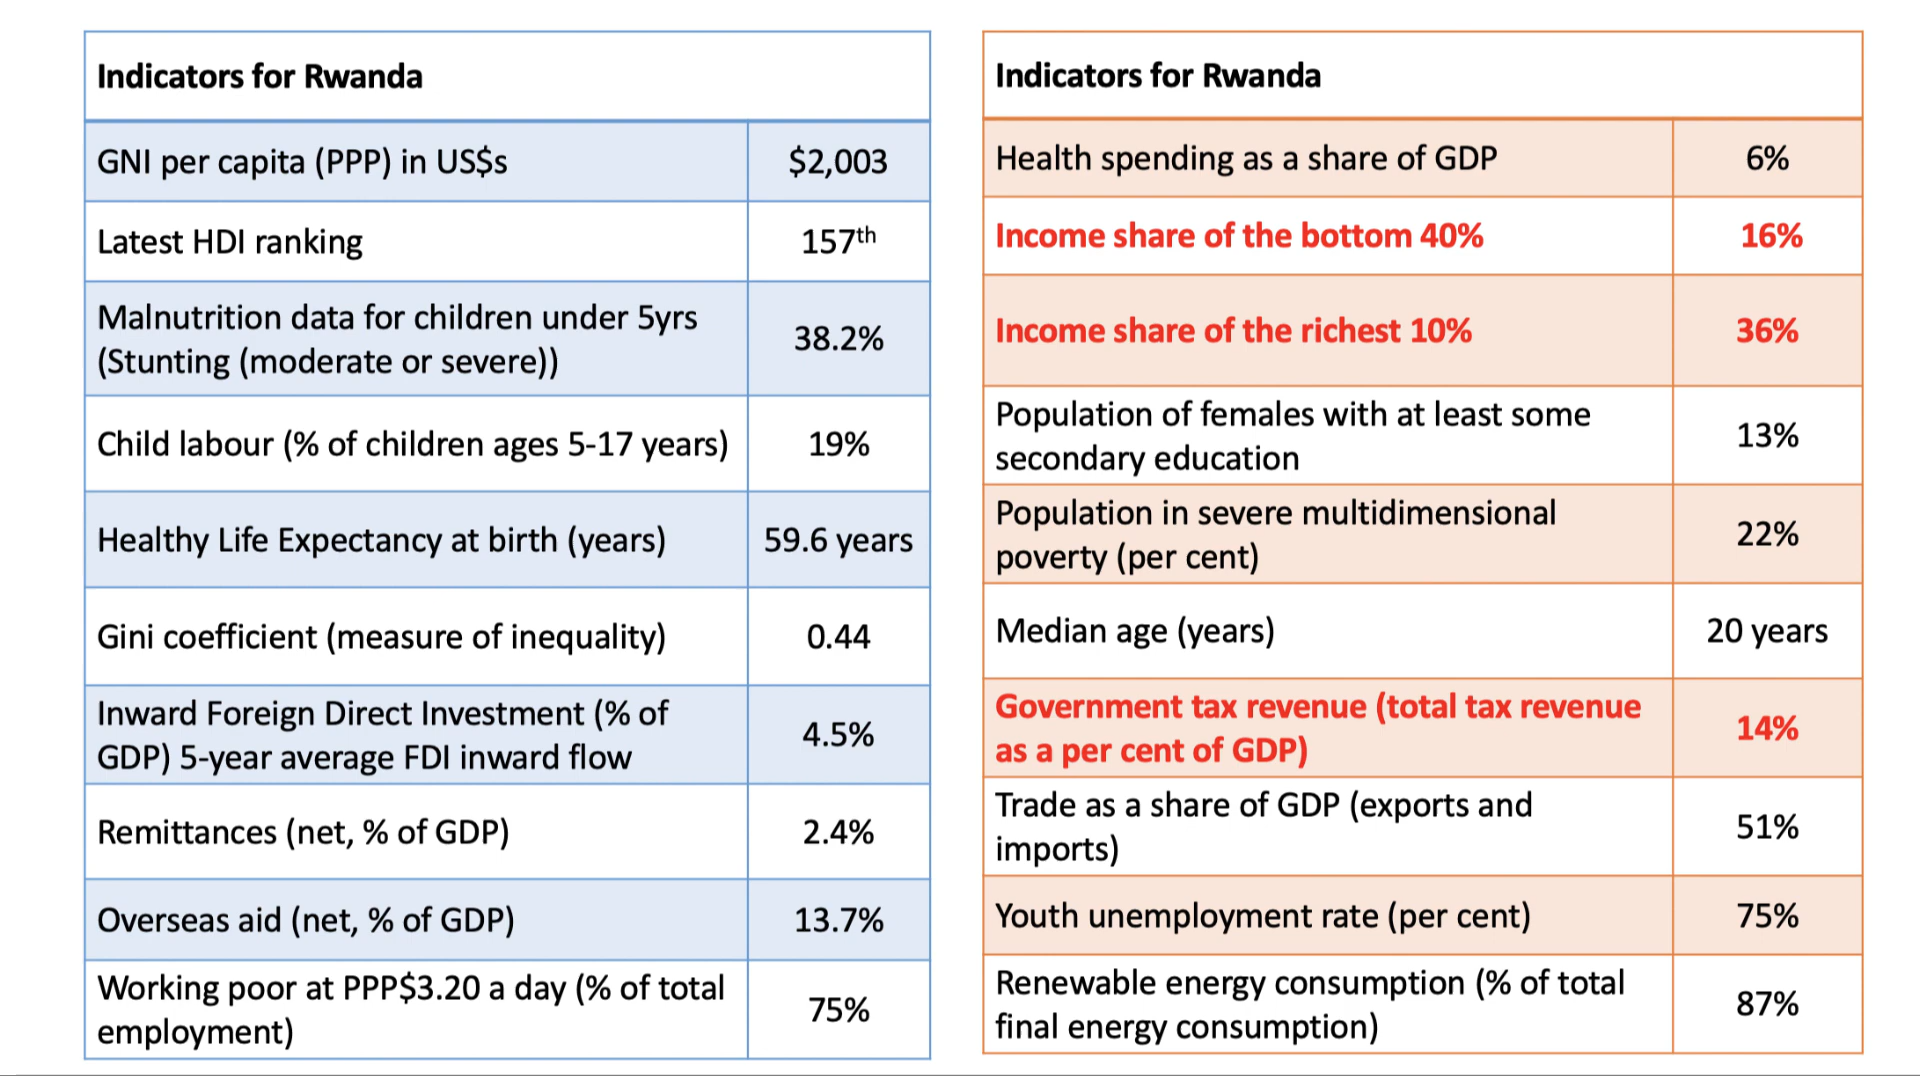 Indicators for Rwanda
GNI per capita (PPP) in US$s $2,003
Latest HDI ranking 157th
Malnutrition data for children under 5yrs
(Stunting (moderate or severe)) 38.2%
Child labour (% of children ages 5-17 years) 19%
Healthy Life Expectancy at birth (years) 59.6 years
Gini coefficient (measure of inequality) 0.44
Inward Foreign Direct Investment (% of
GDP) 5-year average FDI inward flow 4.5%
Remittances (net, % of GDP) 2.4%
Overseas aid (net, % of GDP) 13.7%
Working poor at PPP$3.20 a day (% of total
employment) 75%
Indicators for Rwanda
Health spending as a share of GDP 6%
Income share of the bottom 40% 16%
Income share of the richest 10% 36%
Population of females with at least some
secondary education 13%
Population in severe multidimensional
poverty (per cent) 22%
Median age (years) 20 years
Government tax revenue (total tax revenue
as a per cent of GDP) 14%
Trade as a share of GDP (exports and
imports) 51%
Youth unemployment rate (per cent) 75%
Renewable energy consumption (% of total
final energy consumption) 87%